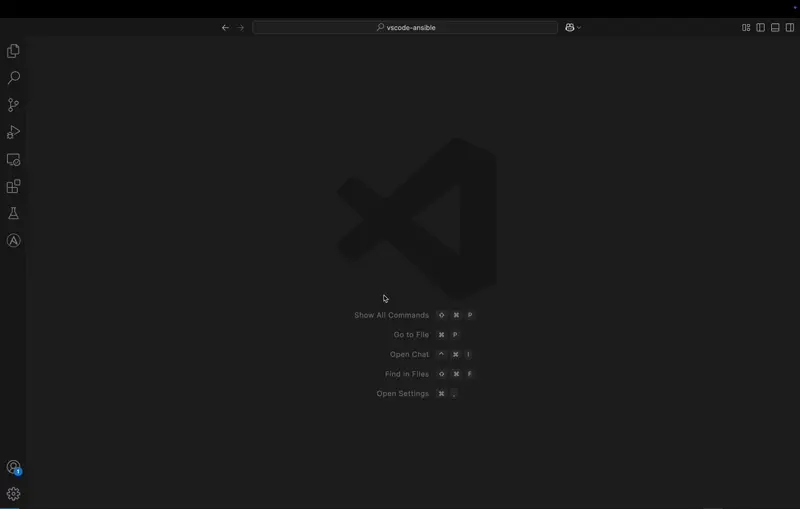 vscode-ansible
Show All Commands ⇧ ⌘ P
Go to File ⌘ P
Open Chat ^ ⌘ I
Find in Files ⇧ ⌘ F
Open Settings ⌘ ,
1